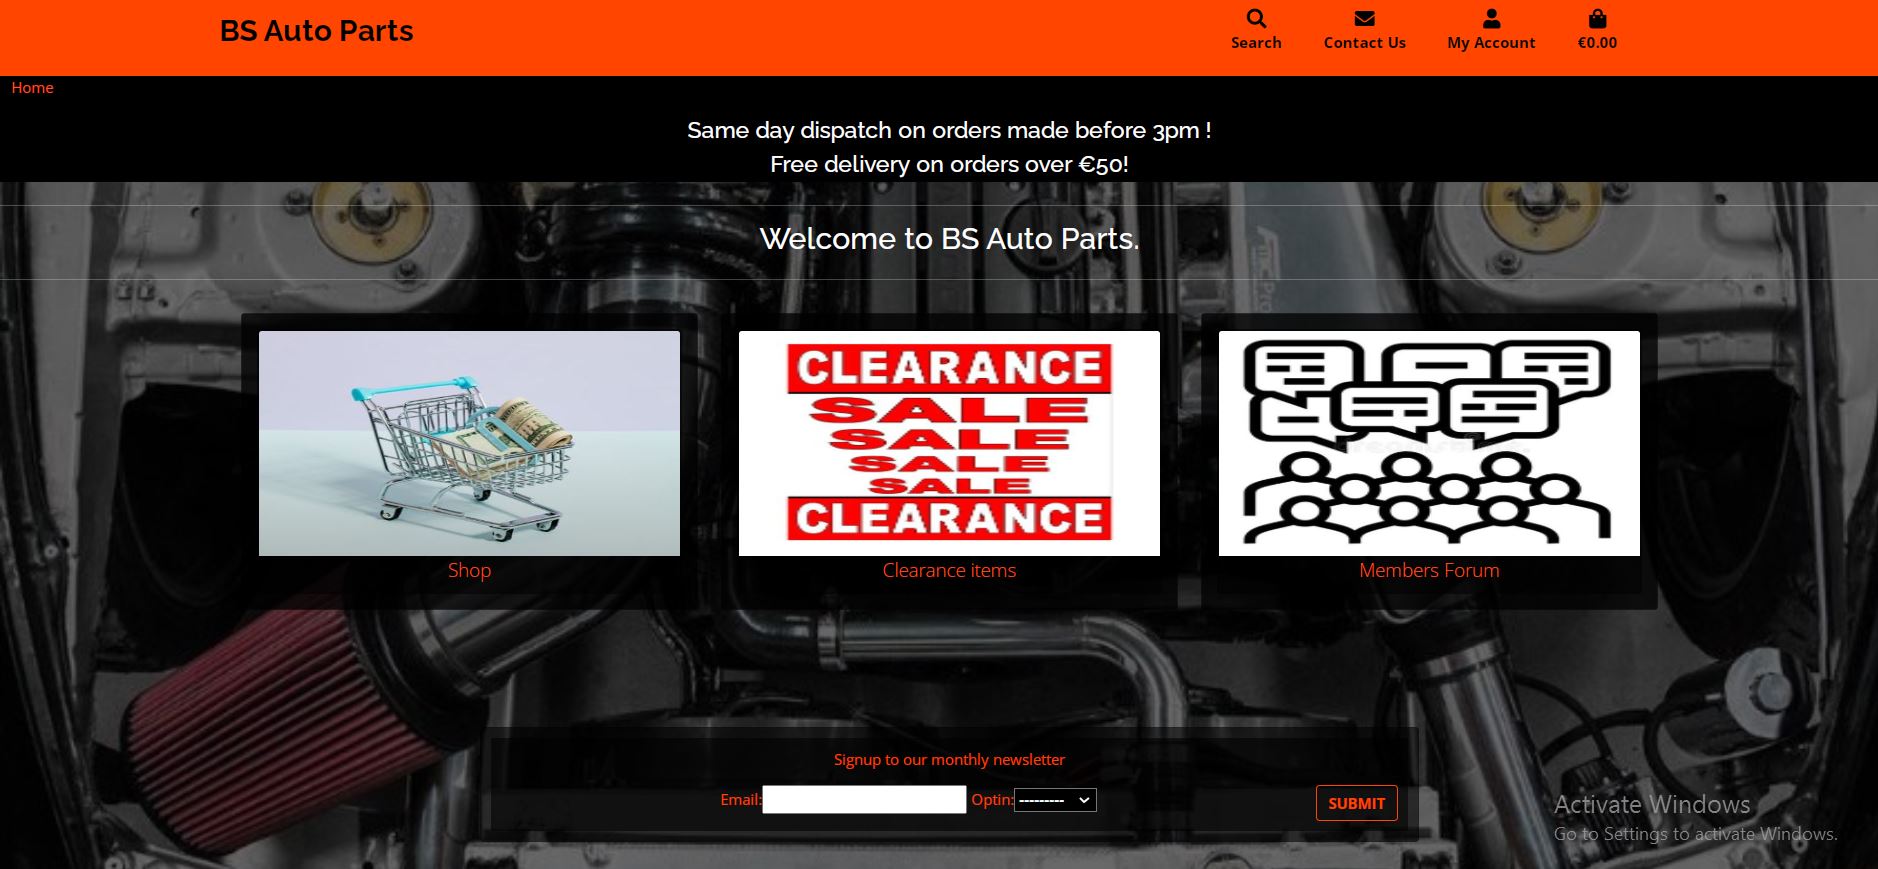 BS Auto Parts
Search
Contact Us
My Account
€0.00
Home
Same day dispatch on orders made before 3pm !
Free delivery on orders over €50!
Welcome to BS Auto Parts.
CLEARANCE
SALE
SALE
SALE
SALE
CLEARANCE
Shop
Clearance items
Members Forum
Signup to our monthly newsletter
Email:
Optin:
---------
SUBMIT
Activate Windows
Go to Settings to activate Windows.